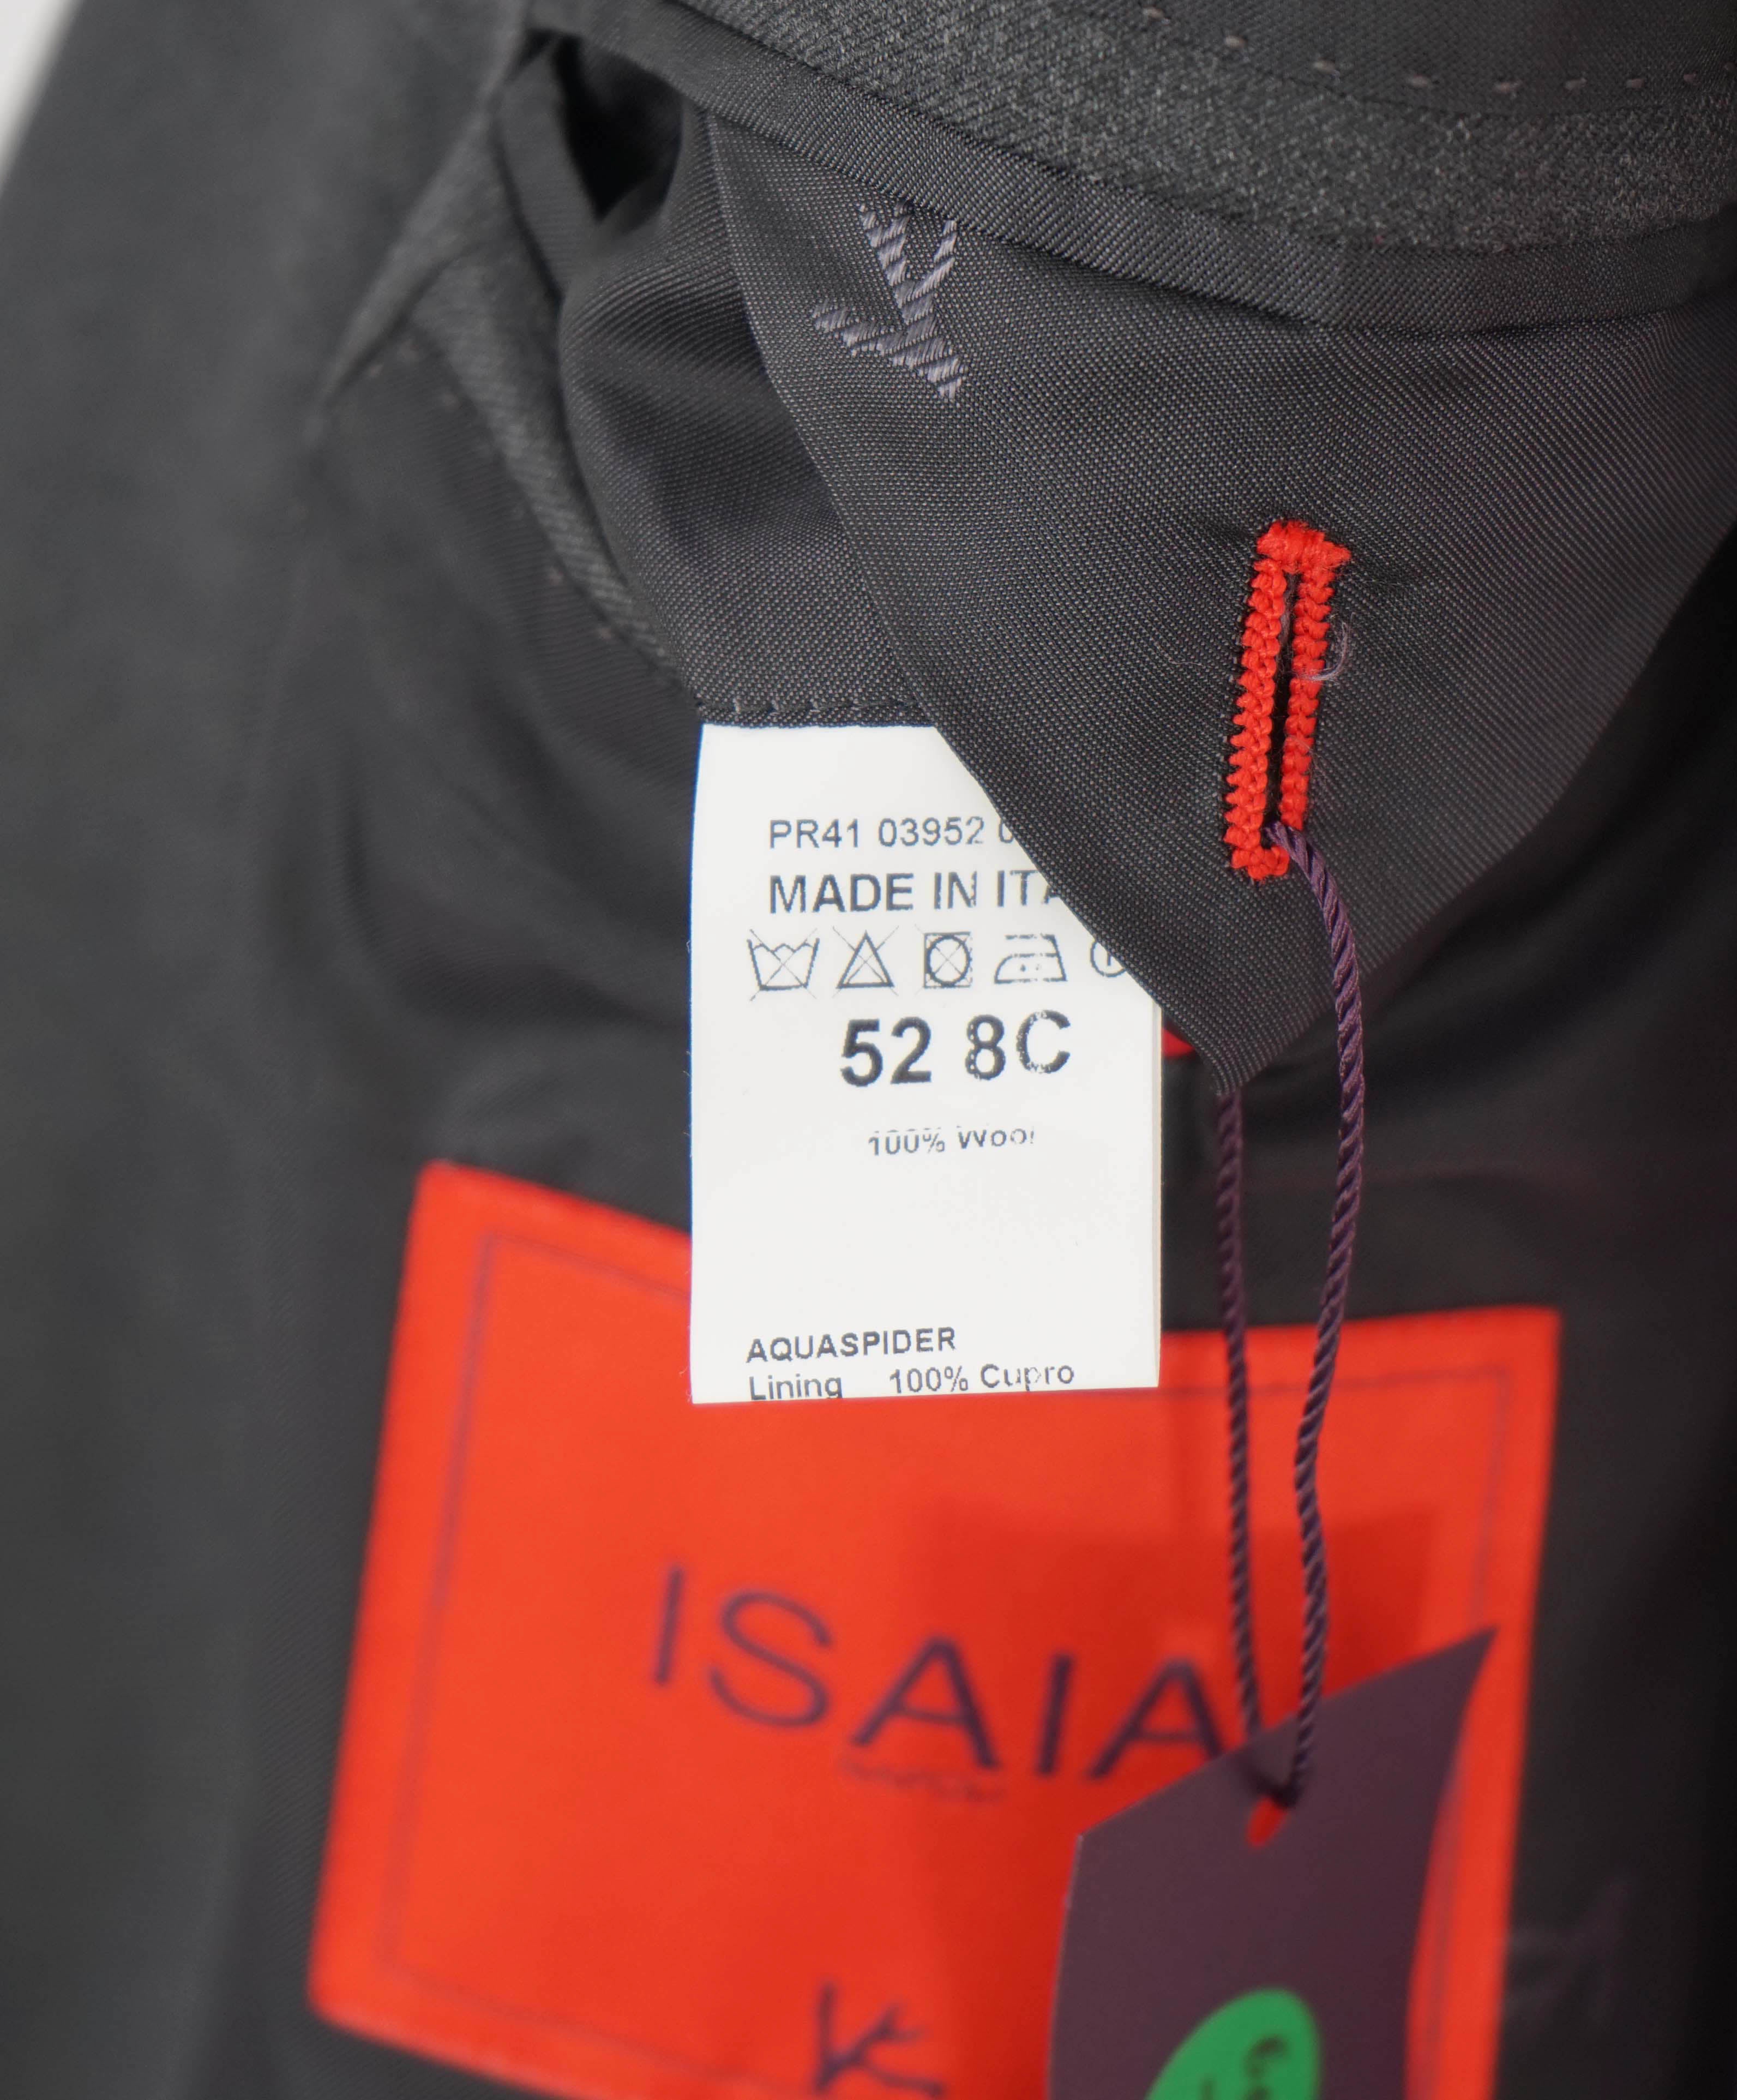 PR41 03952
MADE IN ITA
52 8C
100% Wool
AQUASPIDER
Lining 100% Cupro
ISAIA